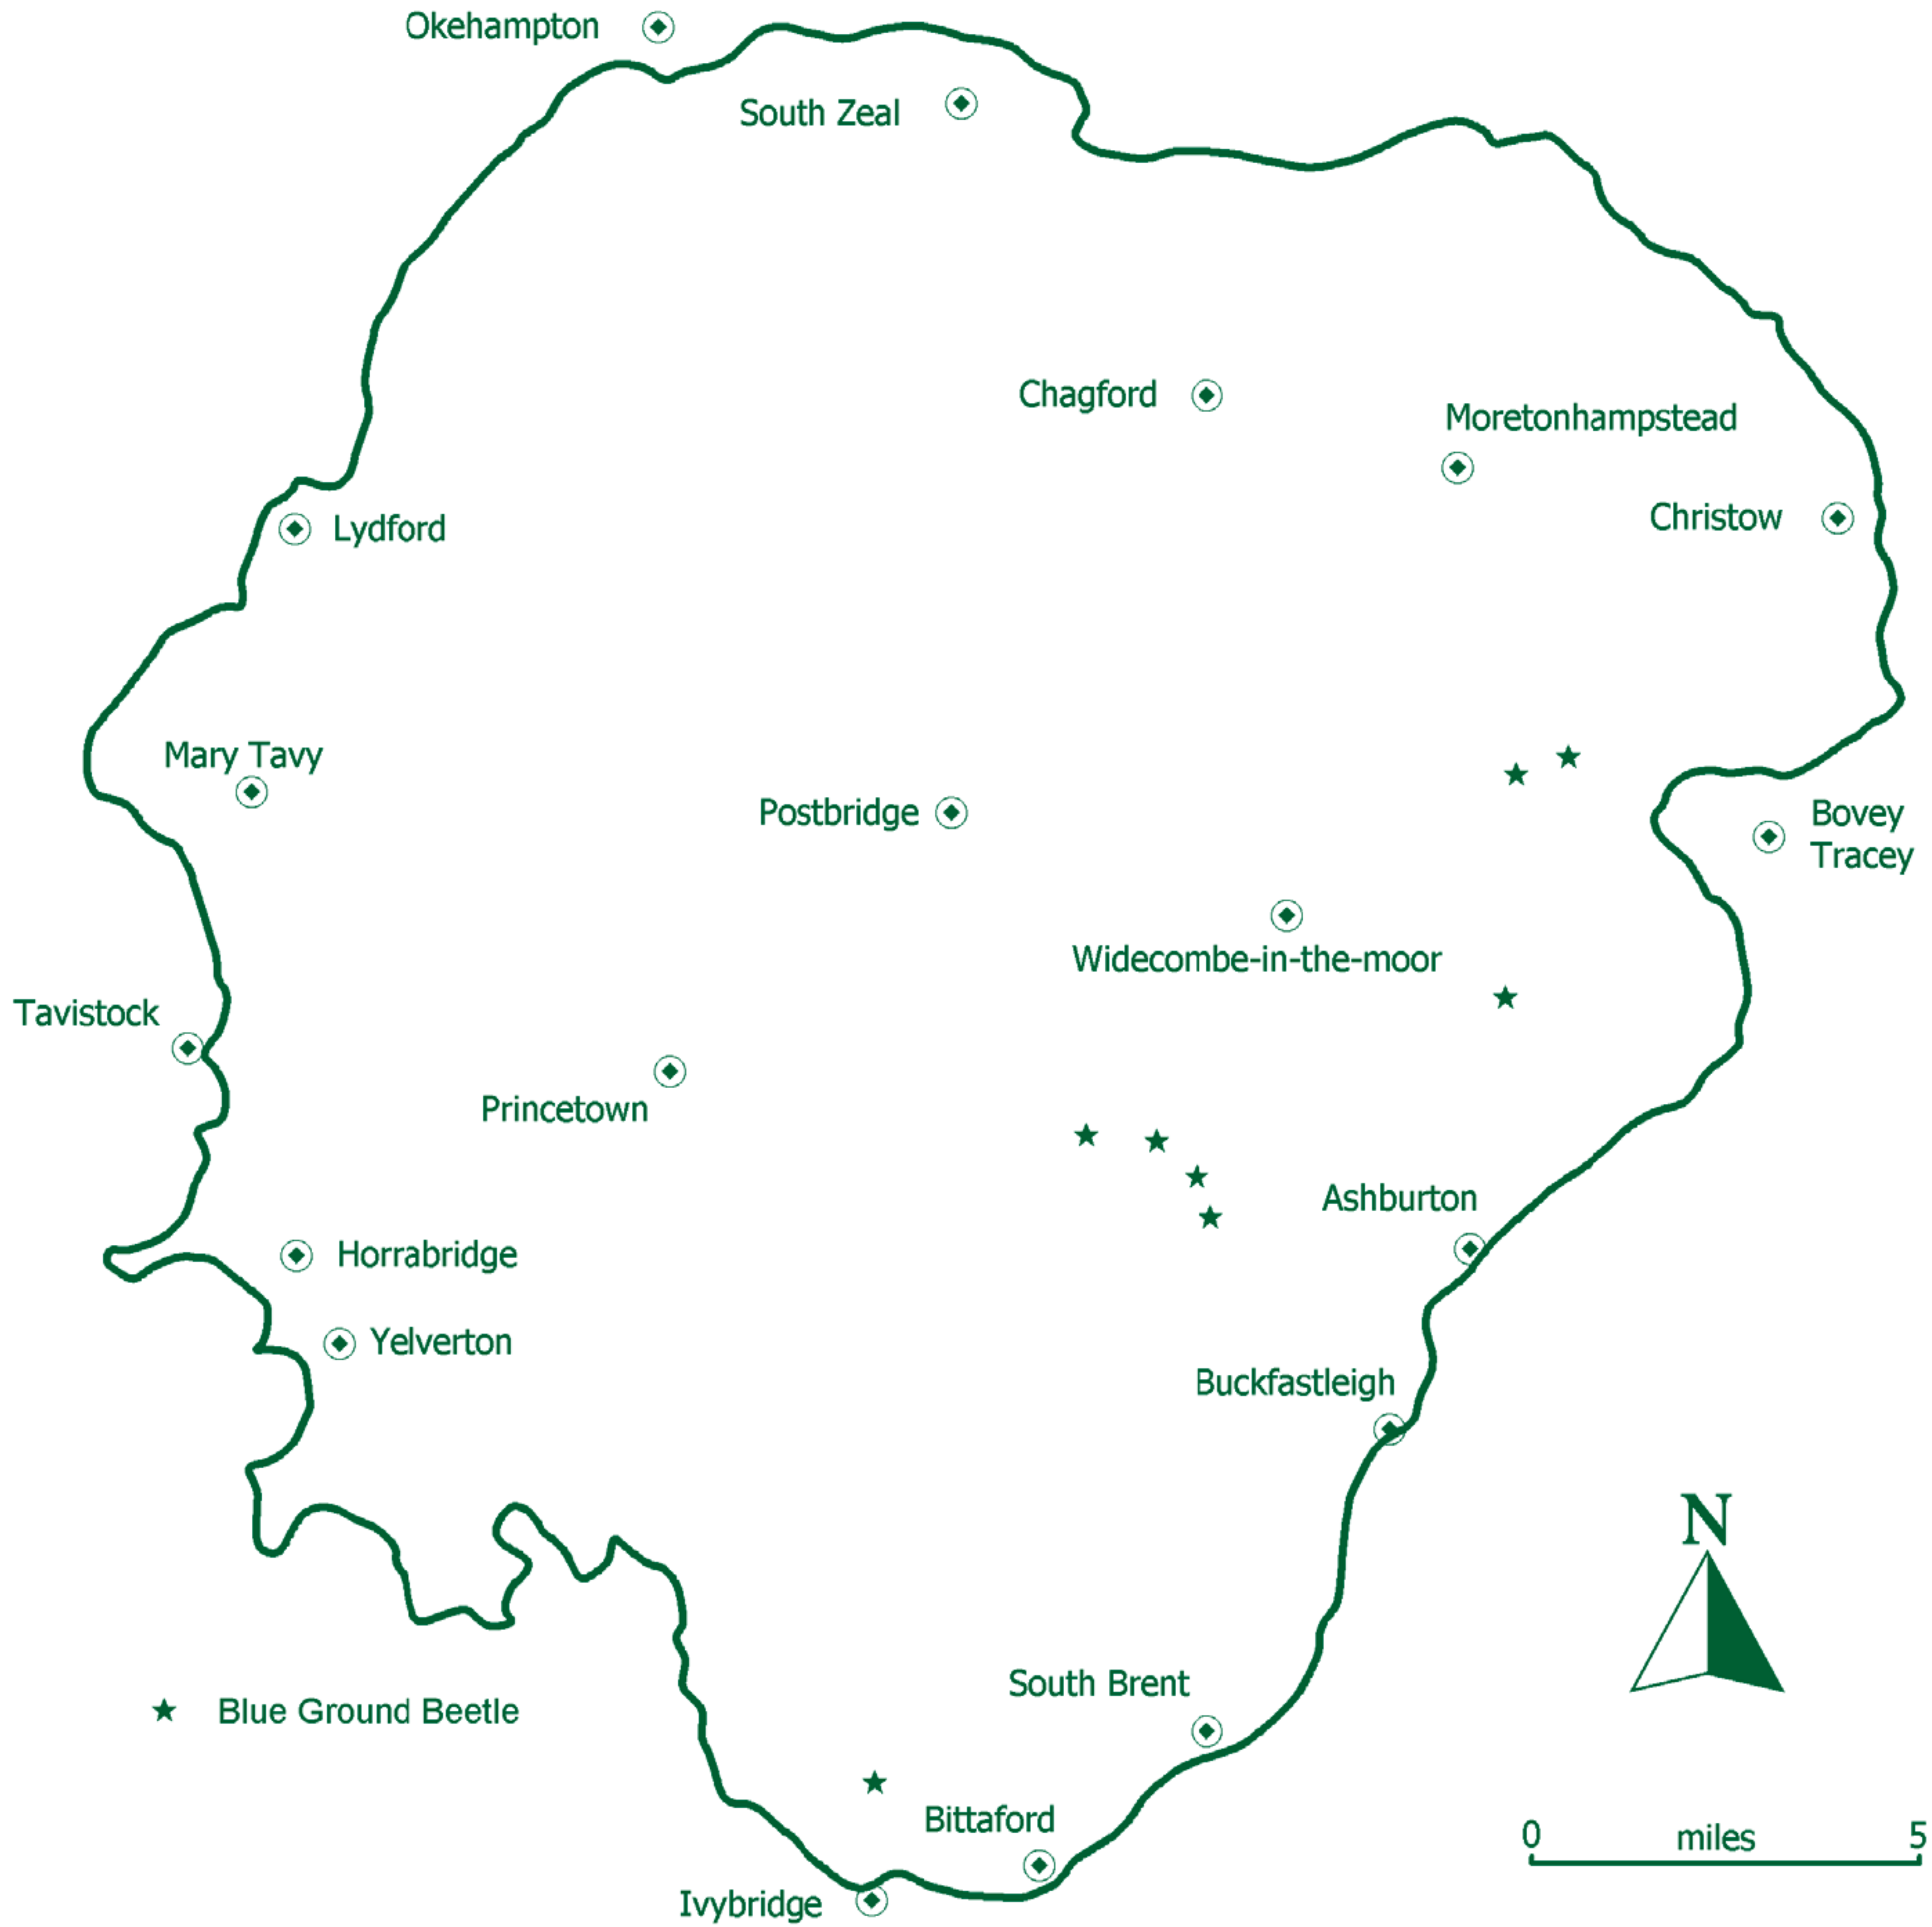 Okehampton
South Zeal
Chagford
Moretonhampstead
Christow
Lydford
Mary Tavy
Postbridge
Bovey
Tracey
Widecombe-in-the-moor
Tavistock
Princetown
Ashburton
Horrabridge
Yelverton
Buckfastleigh
N
South Brent
Blue Ground Beetle
Bittaford
0 miles 5
Ivybridge